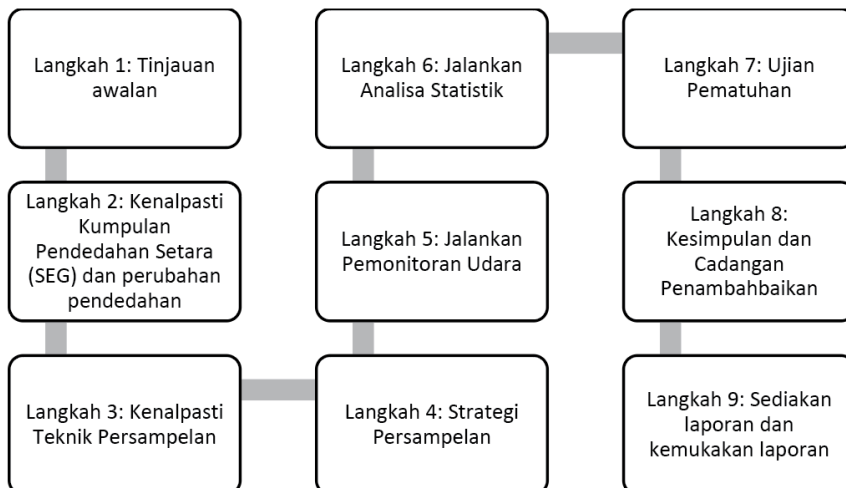 Langkah 1: Tinjauan
awalan
Langkah 2: Kenalpasti
Kumpulan
Pendedahan Setara
(SEG) dan perubahan
pendedahan
Langkah 3: Kenalpasti
Teknik Persampelan
Langkah 4: Strategi
Persampelan
Langkah 5: Jalankan
Pemonitoran Udara
Langkah 6: Jalankan
Analisa Statistik
Langkah 7: Ujian
Pematuhan
Langkah 8:
Kesimpulan dan
Cadangan
Penambahbaikan
Langkah 9: Sediakan
laporan dan
kemukakan laporan